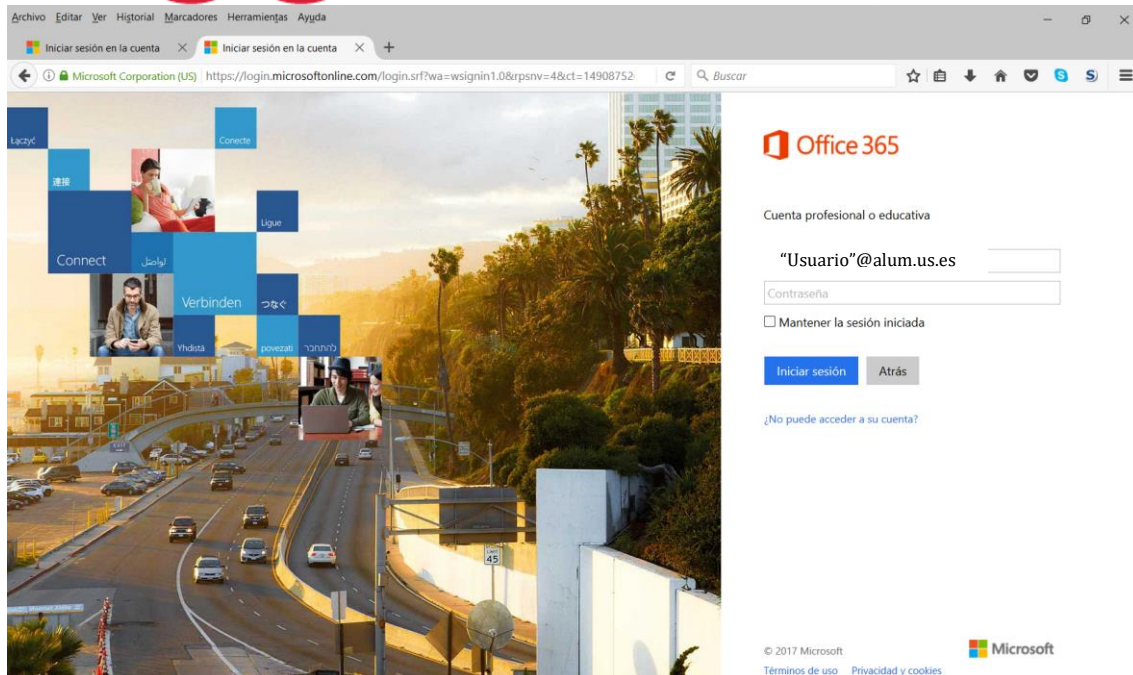 Archivo Editar Ver Historial Marcadores Herramientas Ayuda
Iniciar sesión en la cuenta
Iniciar sesión en la cuenta
Microsoft Corporation (US) https://login.microsoftonline.com/login.srf?wa=wsignin1.0&rpsnv=4&ct=14908752
Buscar
Łączyć
Conecte
連接
Ligue
Connect
تواصل
Verbinden
つなぐ
Yhdistä
povezati
להתחבר
LIMIT
45
Office 365
Cuenta profesional o educativa
“Usuario”@alum.us.es
Contraseña
Mantener la sesión iniciada
Iniciar sesión
Atrás
¿No puede acceder a su cuenta?
© 2017 Microsoft
Microsoft
Términos de uso Privacidad y cookies